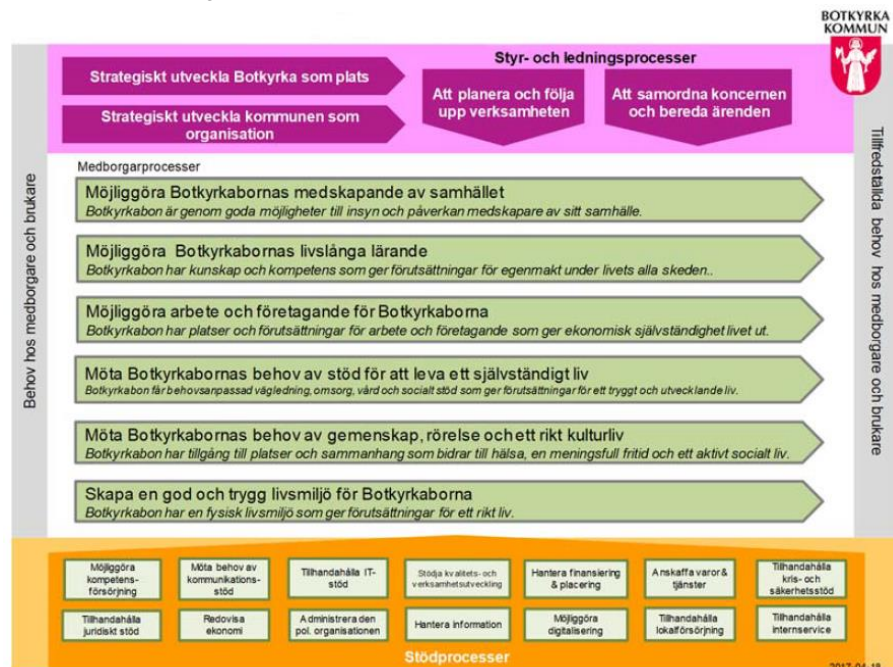 BOTKYRKA
KOMMUN
Styr- och ledningsprocesser
Strategiskt utveckla Botkyrka som plats
Strategiskt utveckla kommunen som
organisation
Att planera och följa
upp verksamheten
Att samordna koncernen
och bereda ärenden
Behov hos medborgare och brukare
Tillfredställda behov hos medborgare och brukare
Medborgarprocesser
Möjliggöra Botkyrkabornas medskapande av samhället
Botkyrkabon är genom goda möjligheter till insyn och påverkan medskapare av sitt samhälle.
Möjliggöra Botkyrkabornas livslånga lärande
Botkyrkabon har kunskap och kompetens som ger förutsättningar för egenmakt under livets alla skeden..
Möjliggöra arbete och företagande för Botkyrkaborna
Botkyrkabon har platser och förutsättningar för arbete och företagande som ger ekonomisk självständighet livet ut.
Möta Botkyrkabornas behov av stöd för att leva ett självständigt liv
Botkyrkabon får behovsanpassad vägledning, omsorg, vård och socialt stöd som ger förutsättningar för ett tryggt och utvecklande liv.
Möta Botkyrkabornas behov av gemenskap, rörelse och ett rikt kulturliv
Botkyrkabon har tillgång till platser och sammanhang som bidrar till hälsa, en meningsfull fritid och ett aktivt socialt liv.
Skapa en god och trygg livsmiljö för Botkyrkaborna
Botkyrkabon har en fysisk livsmiljö som ger förutsättningar för ett rikt liv.
Möjliggöra
kompetens-
försörjning
Möta behov av
kommunikations-
stöd
Tillhandahålla IT-
stöd
Stödja kvalitets- och
verksamhetsutveckling
Hantera finansiering
& placering
Anskaffa varor &
tjänster
Tillhandahålla
kris- och
säkerhetsstöd
Tillhandahålla
juridiskt stöd
Redovisa
ekonomi
Administrera den
pol. organisationen
Hantera information
Möjliggöra
digitalisering
Tillhandahålla
lokalförsörjning
Tillhandahålla
internservice
Stödprocesser